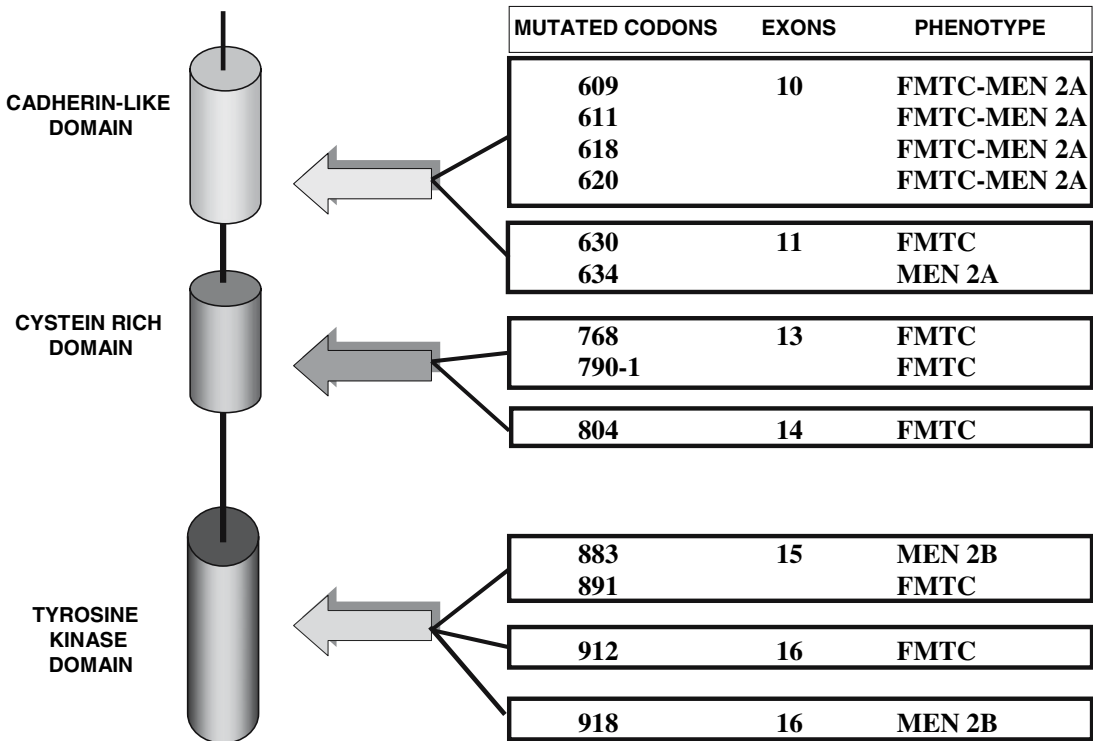 MUTATED CODONS EXONS PHENOTYPE
609 10 FMTC-MEN 2A
611 FMTC-MEN 2A
618 FMTC-MEN 2A
620 FMTC-MEN 2A
630 11 FMTC
634 MEN 2A
768 13 FMTC
790-1 FMTC
804 14 FMTC
883 15 MEN 2B
891 FMTC
912 16 FMTC
918 16 MEN 2B
CADHERIN-LIKE
DOMAIN
CYSTEIN RICH
DOMAIN
TYROSINE
KINASE
DOMAIN